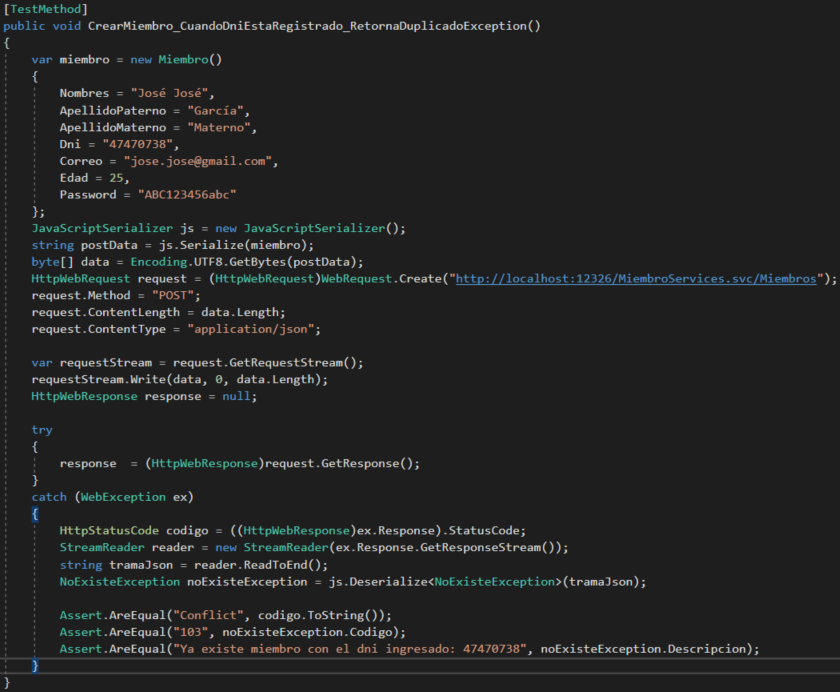 [TestMethod]
public void CrearMiembro_CuandoDniEstaRegistrado_RetornaDuplicadoException()
{
    var miembro = new Miembro()
    {
        Nombres = "José José",
        ApellidoPaterno = "García",
        ApellidoMaterno = "Materno",
        Dni = "47470738",
        Correo = "jose.jose@gmail.com",
        Edad = 25,
        Password = "ABC123456abc"
    };
    JavaScriptSerializer js = new JavaScriptSerializer();
    string postData = js.Serialize(miembro);
    byte[] data = Encoding.UTF8.GetBytes(postData);
    HttpWebRequest request = (HttpWebRequest)WebRequest.Create("http://localhost:12326/MiembroServices.svc/Miembros");
    request.Method = "POST";
    request.ContentLength = data.Length;
    request.ContentType = "application/json";

    var requestStream = request.GetRequestStream();
    requestStream.Write(data, 0, data.Length);
    HttpWebResponse response = null;

    try
    {
        response  = (HttpWebResponse)request.GetResponse();
    }
    catch (WebException ex)
    {
        HttpStatusCode codigo = ((HttpWebResponse)ex.Response).StatusCode;
        StreamReader reader = new StreamReader(ex.Response.GetResponseStream());
        string tramaJson = reader.ReadToEnd();
        NoExisteException noExisteException = js.Deserialize<NoExisteException>(tramaJson);

        Assert.AreEqual("Conflict", codigo.ToString());
        Assert.AreEqual("103", noExisteException.Codigo);
        Assert.AreEqual("Ya existe miembro con el dni ingresado: 47470738", noExisteException.Descripcion);
    }
}